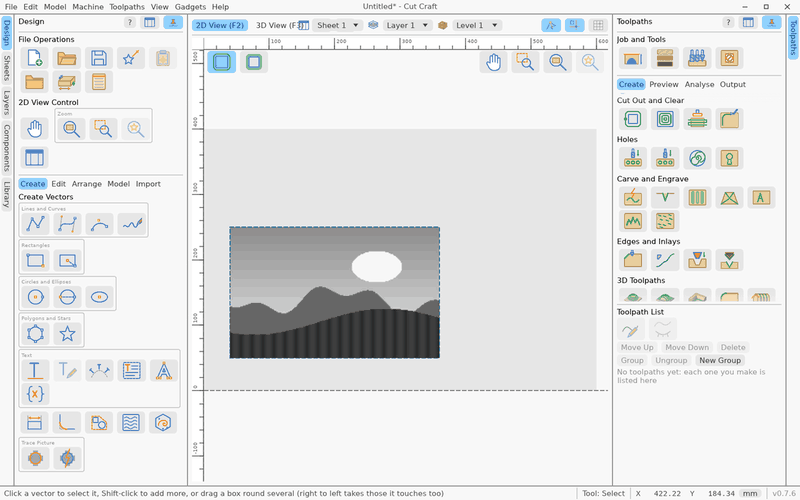 Untitled* - Cut Craft
File Edit Model Machine Toolpaths View Gadgets Help
Design
Sheets
Layers
Components
Library
Design ?
File Operations
2D View Control
Zoom
Create Edit Arrange Model Import
Create Vectors
Lines and Curves
Rectangles
Circles and Ellipses
Polygons and Stars
Text
Trace Picture
2D View (F2) 3D View (F3) Sheet 1 Layer 1 Level 1
100 200 300 400 500 600
500
400
300
200
100
0
-100
Toolpaths ?
Job and Tools
Create Preview Analyse Output
Cut Out and Clear
Holes
Carve and Engrave
Edges and Inlays
3D Toolpaths
Toolpath List
Move Up Move Down Delete
Group Ungroup New Group
No toolpaths yet: each one you make is
listed here
Toolpaths
Click a vector to select it, Shift-click to add more, or drag a box round several (right to left takes those it touches too) Tool: Select X 422.22 Y 184.34 mm v0.7.6